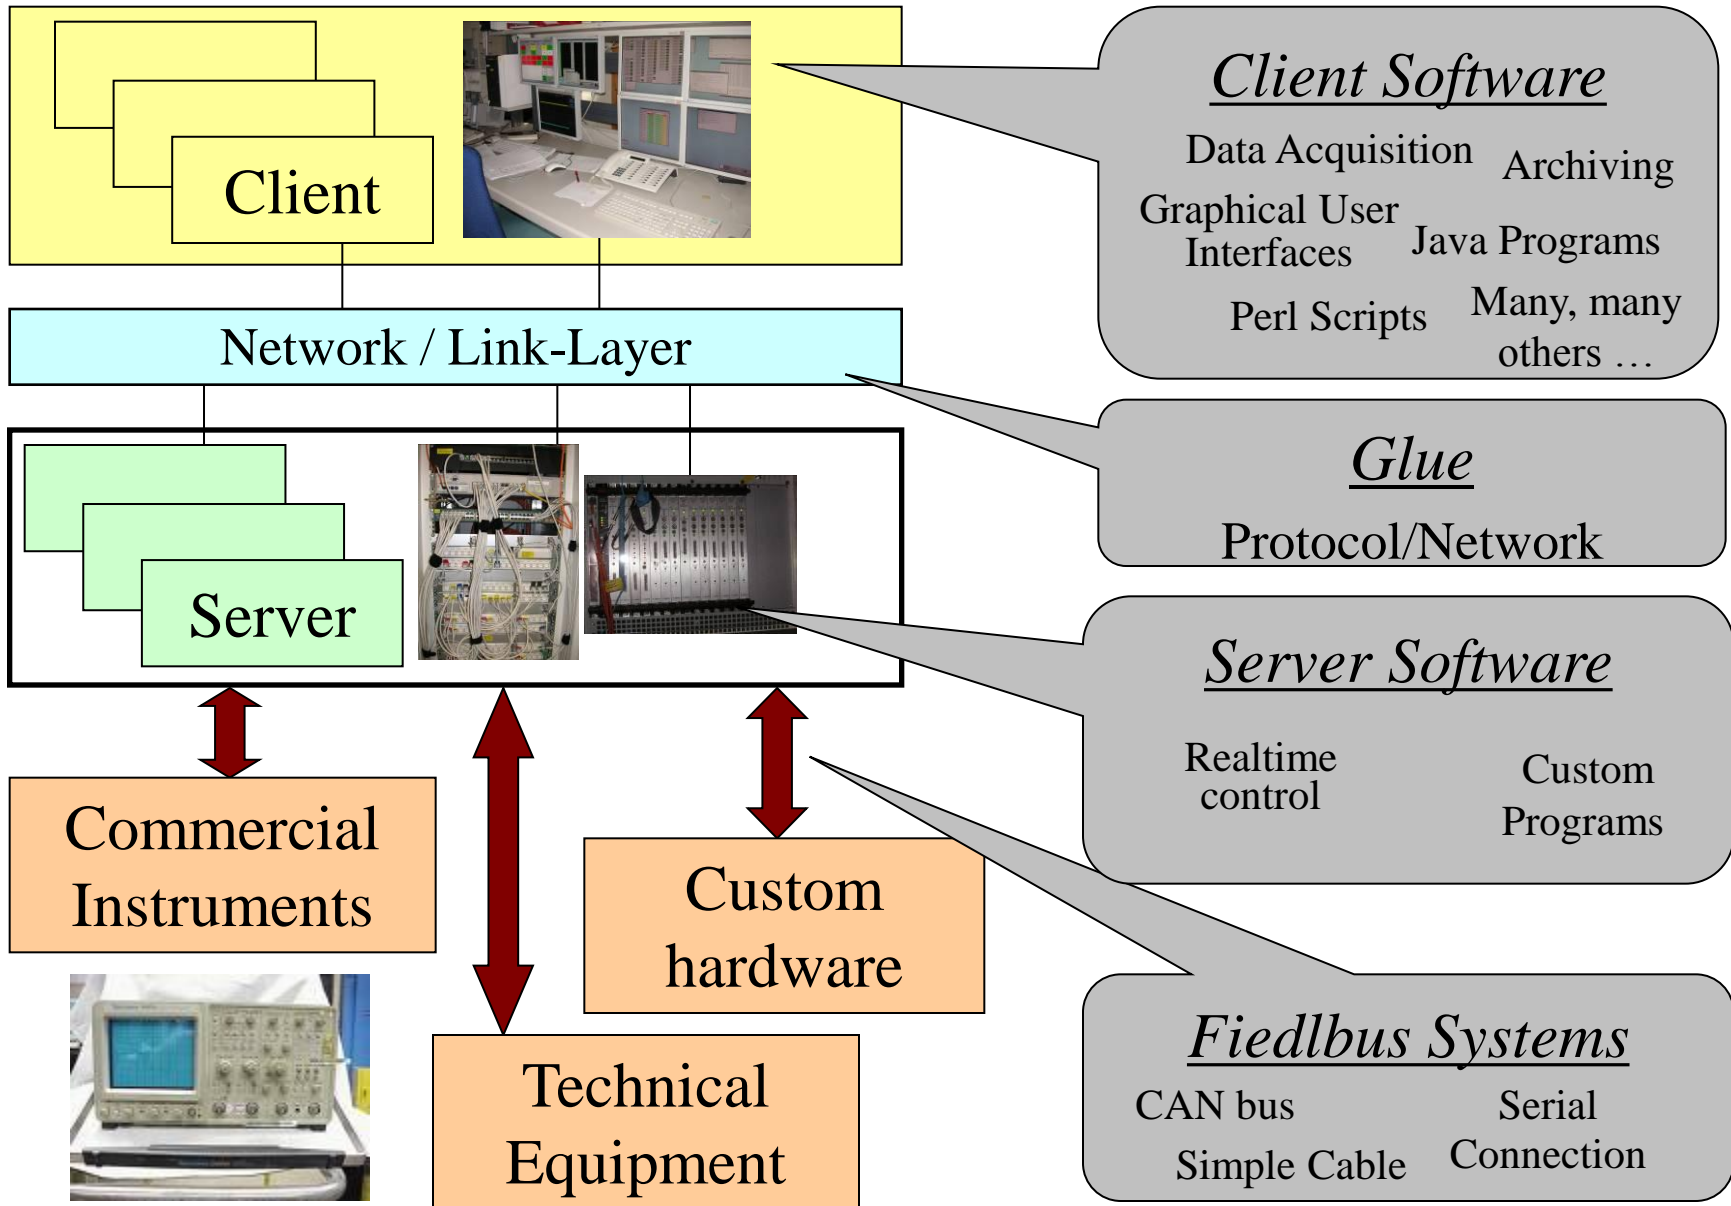 Client
Network / Link-Layer
Server
Commercial
Instruments
Custom
hardware
Technical
Equipment
Client Software
Data Acquisition
Archiving
Graphical User
Interfaces
Java Programs
Perl Scripts
Many, many
others …
Glue
Protocol/Network
Server Software
Realtime
control
Custom
Programs
Fiedlbus Systems
CAN bus
Serial
Connection
Simple Cable